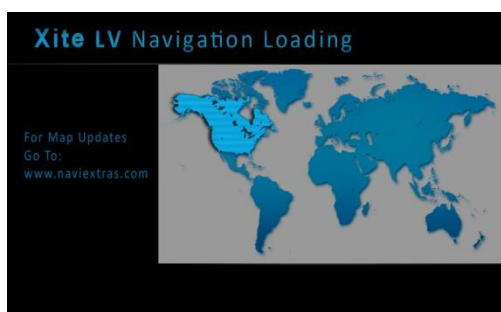 Xite LV Navigation Loading
For Map Updates
Go To:
www.naviextras.com